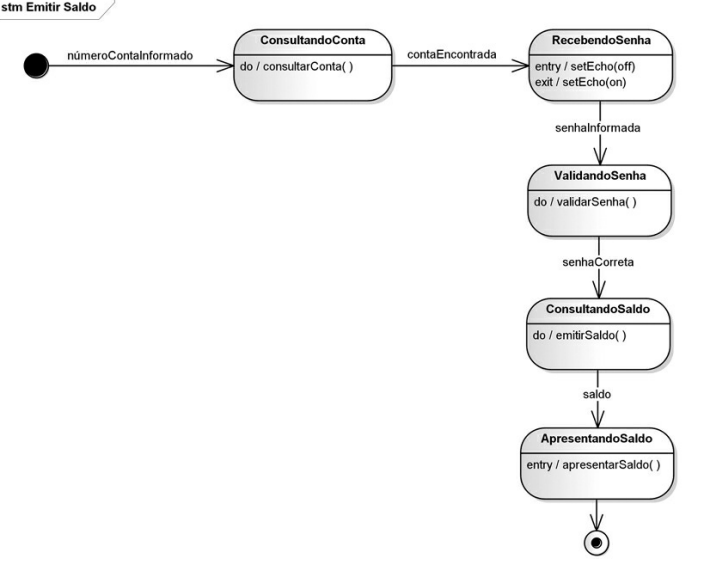 stm Emitir Saldo
númeroContaInformado
ConsultandoConta
do / consultarConta( )
contaEncontrada
RecebendoSenha
entry / setEcho(off)
exit / setEcho(on)
senhaInformada
ValidandoSenha
do / validarSenha( )
senhaCorreta
ConsultandoSaldo
do / emitirSaldo( )
saldo
ApresentandoSaldo
entry / apresentarSaldo( )